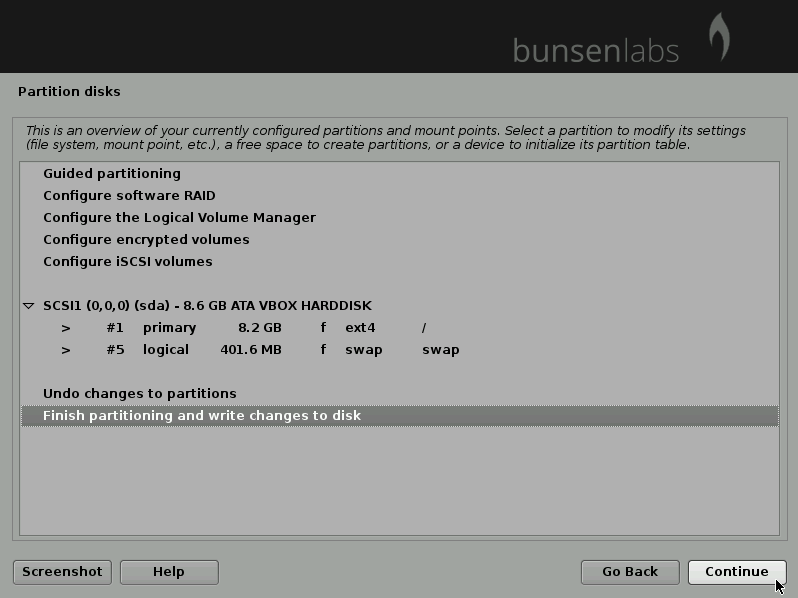 bunsenlabs
Partition disks
This is an overview of your currently configured partitions and mount points. Select a partition to modify its settings
(file system, mount point, etc.), a free space to create partitions, or a device to initialize its partition table.
Guided partitioning
Configure software RAID
Configure the Logical Volume Manager
Configure encrypted volumes
Configure iSCSI volumes
SCSI1 (0,0,0) (sda) - 8.6 GB ATA VBOX HARDDISK
> #1 primary 8.2 GB f ext4 /
> #5 logical 401.6 MB f swap swap
Undo changes to partitions
Finish partitioning and write changes to disk
Screenshot Help Go Back Continue